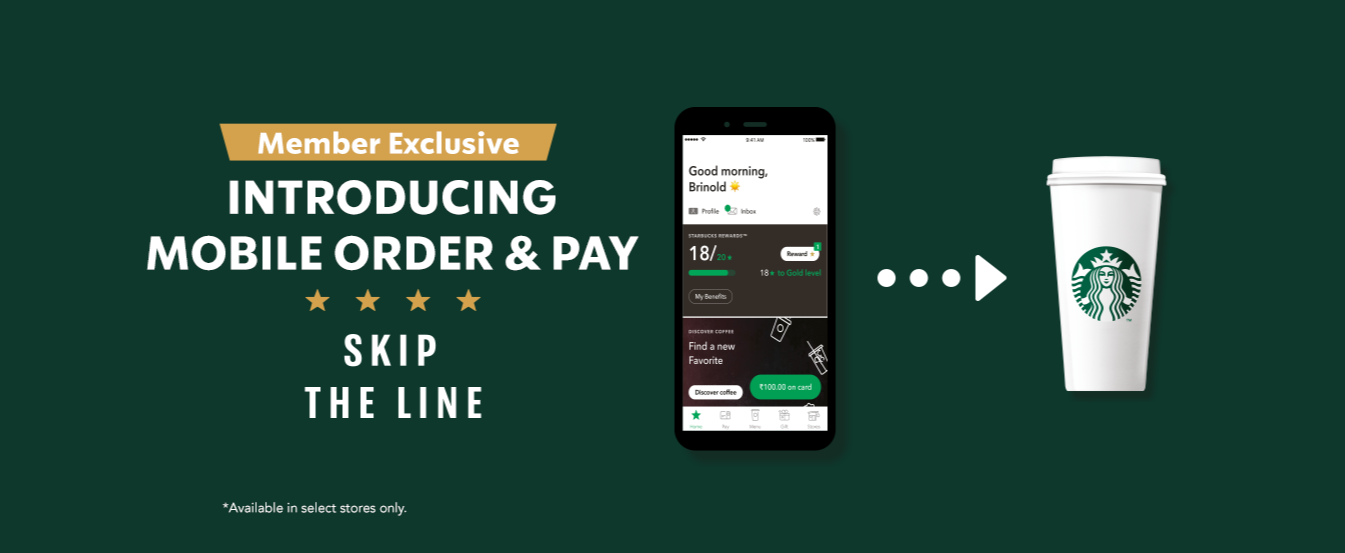 Member Exclusive
INTRODUCING
MOBILE ORDER & PAY
SKIP
THE LINE
*Available in select stores only.
9:41 AM
100%
Good morning,
Brinold
Profile
Inbox
STARBUCKS REWARDS™
18/20★
Reward ★
18★ to Gold level
My Benefits
DISCOVER COFFEE
Find a new
Favorite
Discover coffee
₹100.00 on card
Home
Pay
Menu
Gift
Stores
TM